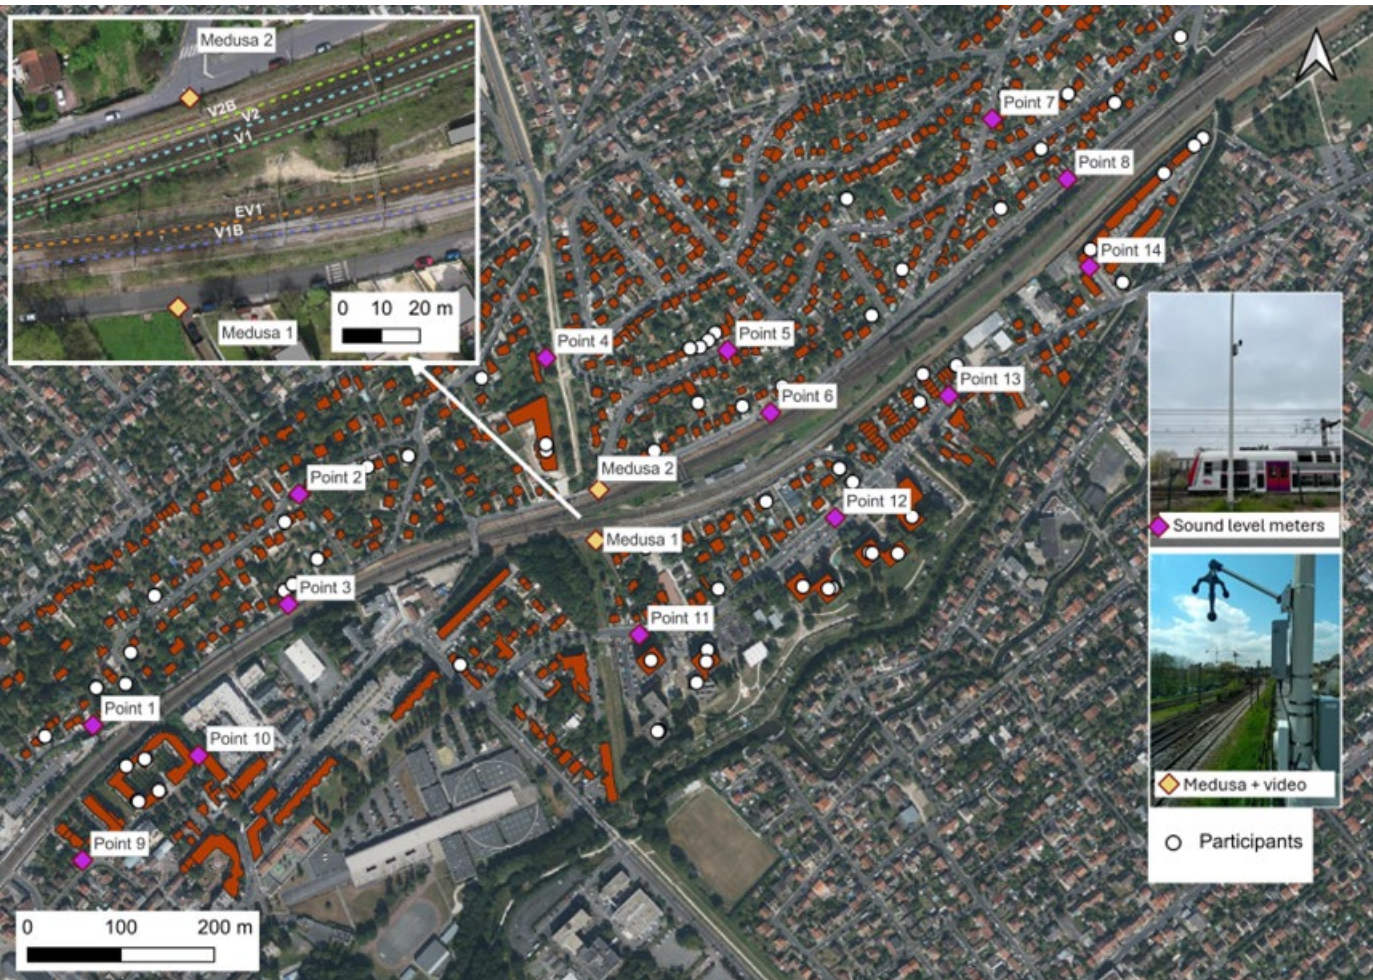 Medusa 2
V2B
V2
V1
EV1
V1B
Medusa 1
0 10 20 m
Point 7
Point 8
Point 14
Point 4
Point 5
Point 6
Point 13
Point 2
Medusa 2
Medusa 1
Point 12
Point 3
Point 11
Point 1
Point 10
Point 9
Sound level meters
Medusa + video
Participants
0 100 200 m